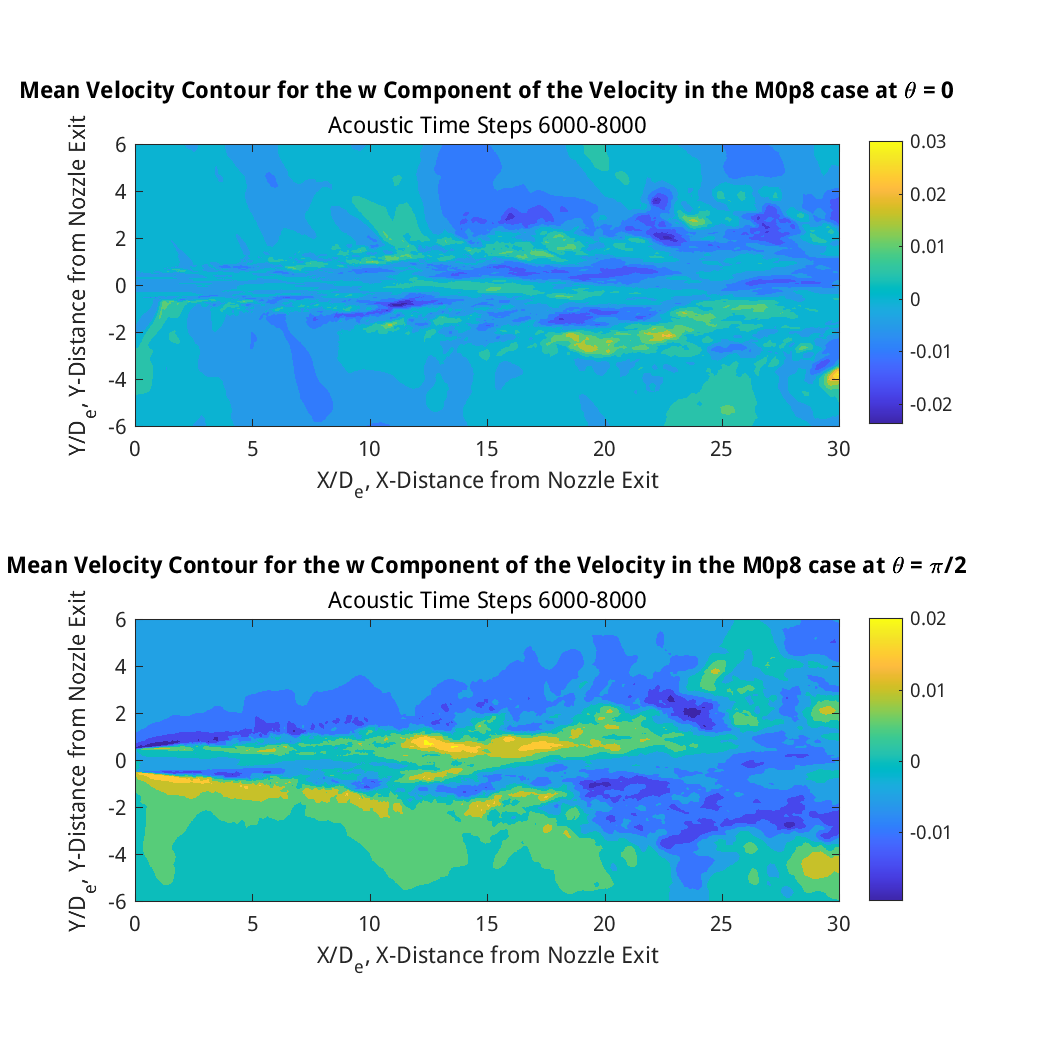 Mean Velocity Contour for the w Component of the Velocity in the M0p8 case at θ = 0
Acoustic Time Steps 6000-8000
Y/De, Y-Distance from Nozzle Exit
6
4
2
0
-2
-4
-6
0 5 10 15 20 25 30
X/De, X-Distance from Nozzle Exit
0.03
0.02
0.01
0
-0.01
-0.02
Mean Velocity Contour for the w Component of the Velocity in the M0p8 case at θ = π/2
Acoustic Time Steps 6000-8000
Y/De, Y-Distance from Nozzle Exit
6
4
2
0
-2
-4
-6
0 5 10 15 20 25 30
X/De, X-Distance from Nozzle Exit
0.02
0.01
0
-0.01